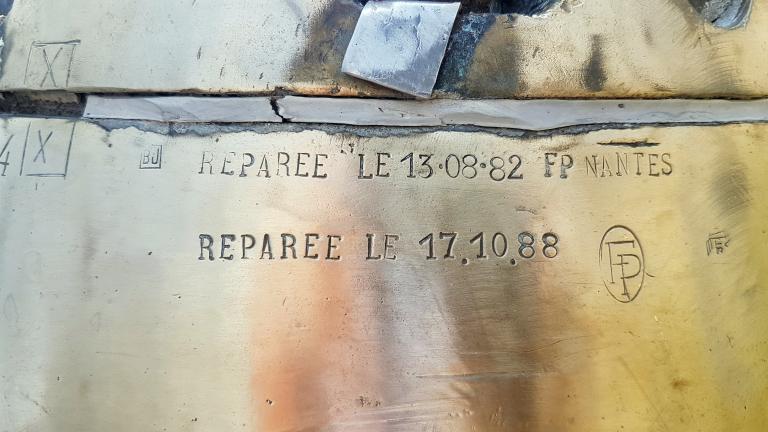 X
4 X BJ REPAREE LE 13·08·82 FP NANTES
REPAREE LE 17.10.88 FP